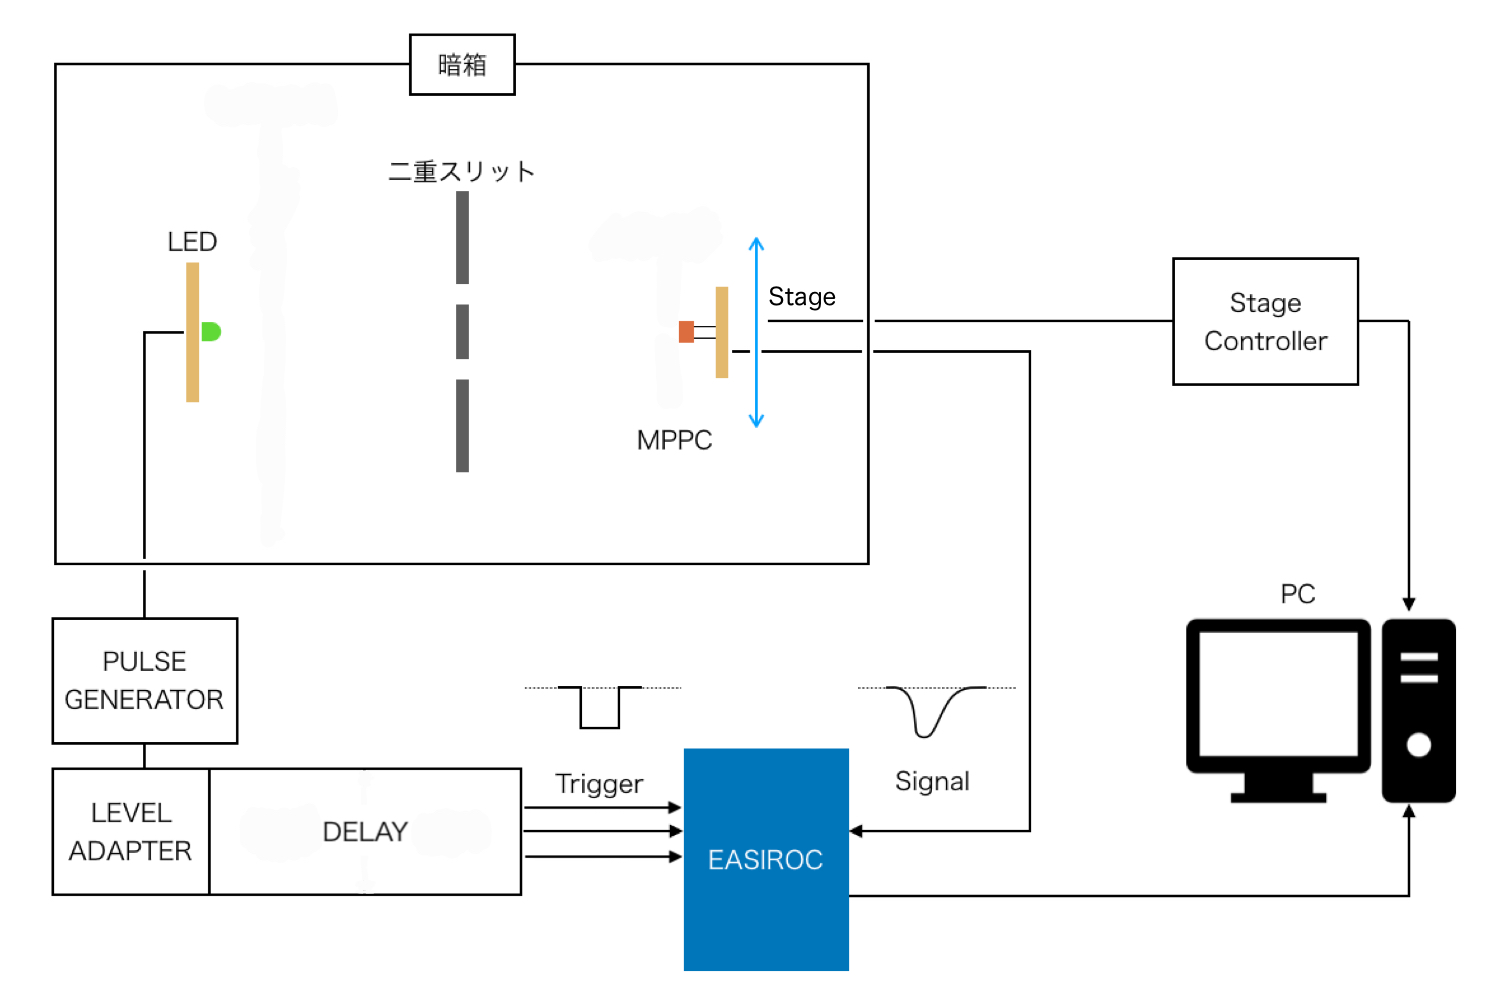 暗箱
二重スリット
LED
Stage
MPPC
Stage
Controller
PC
PULSE
GENERATOR
LEVEL
ADAPTER
DELAY
Trigger
Signal
EASIROC